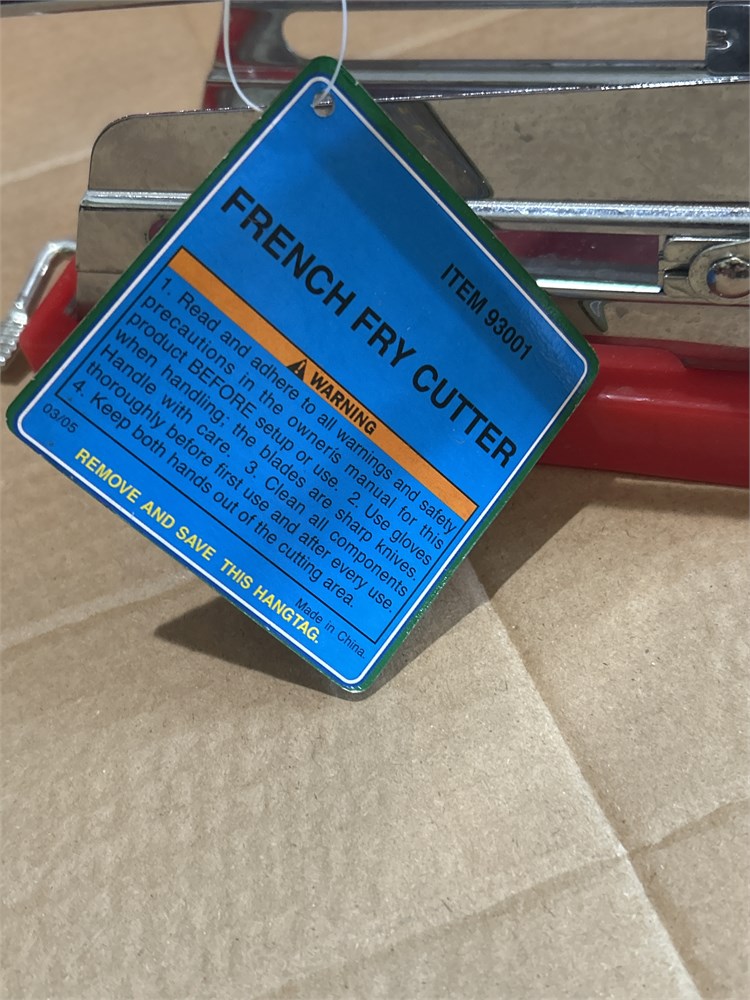 ITEM 93001
FRENCH FRY CUTTER
⚠ WARNING
1. Read and adhere to all warnings and safety
precautions in the owner's manual for this
product BEFORE setup or use. 2. Use gloves
when handling; the blades are sharp knives.
Handle with care. 3. Clean all components
thoroughly before first use and after every use.
4. Keep both hands out of the cutting area.
03/05
Made in China
REMOVE AND SAVE THIS HANGTAG.